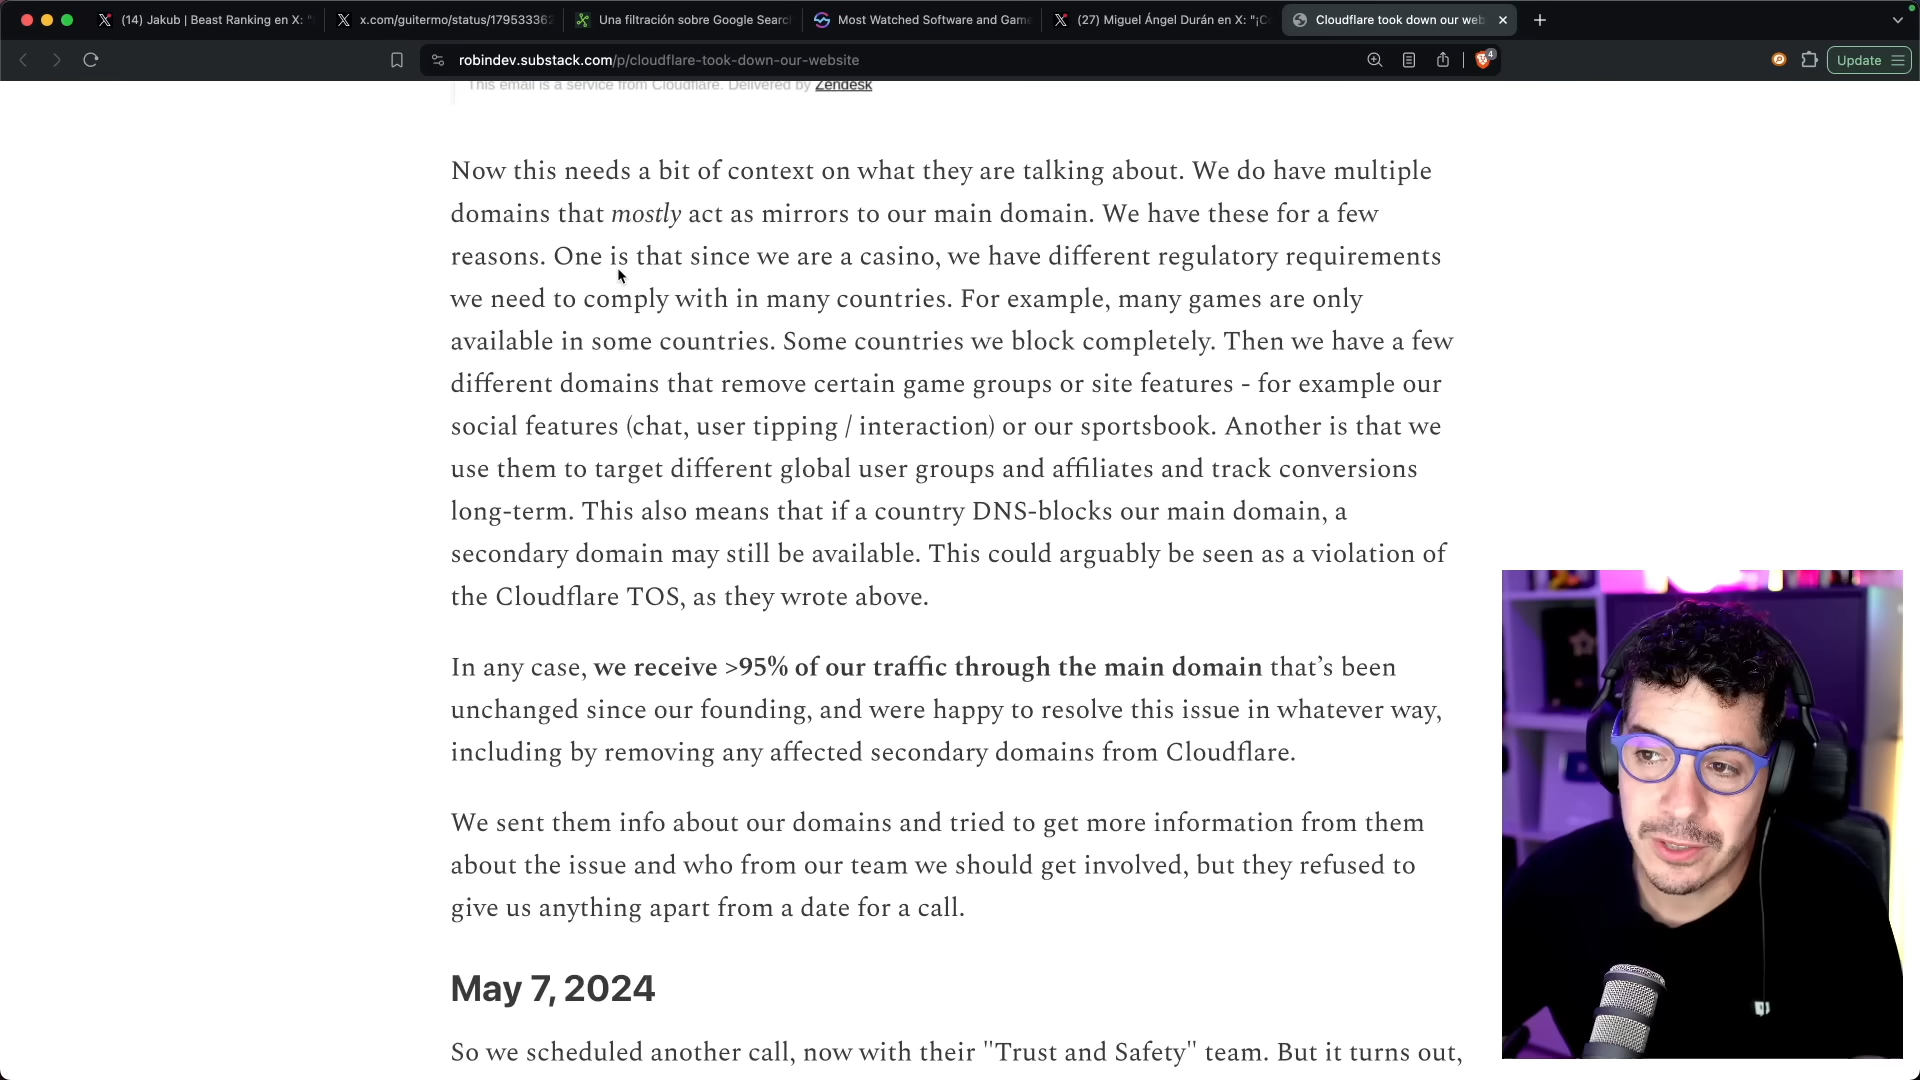 (14) Jakub | Beast Ranking en X: "
x.com/guitermo/status/179533362
Una filtración sobre Google Searc
Most Watched Software and Game
(27) Miguel Ángel Durán en X: "¡C
Cloudflare took down our web
robindev.substack.com/p/cloudflare-took-down-our-website
4
Update
This email is a service from Cloudflare. Delivered by Zendesk
Now this needs a bit of context on what they are talking about. We do have multiple
domains that mostly act as mirrors to our main domain. We have these for a few
reasons. One is that since we are a casino, we have different regulatory requirements
we need to comply with in many countries. For example, many games are only
available in some countries. Some countries we block completely. Then we have a few
different domains that remove certain game groups or site features - for example our
social features (chat, user tipping / interaction) or our sportsbook. Another is that we
use them to target different global user groups and affiliates and track conversions
long-term. This also means that if a country DNS-blocks our main domain, a
secondary domain may still be available. This could arguably be seen as a violation of
the Cloudflare TOS, as they wrote above.
In any case, we receive >95% of our traffic through the main domain that’s been
unchanged since our founding, and were happy to resolve this issue in whatever way,
including by removing any affected secondary domains from Cloudflare.
We sent them info about our domains and tried to get more information from them
about the issue and who from our team we should get involved, but they refused to
give us anything apart from a date for a call.
May 7, 2024
So we scheduled another call, now with their "Trust and Safety" team. But it turns out,